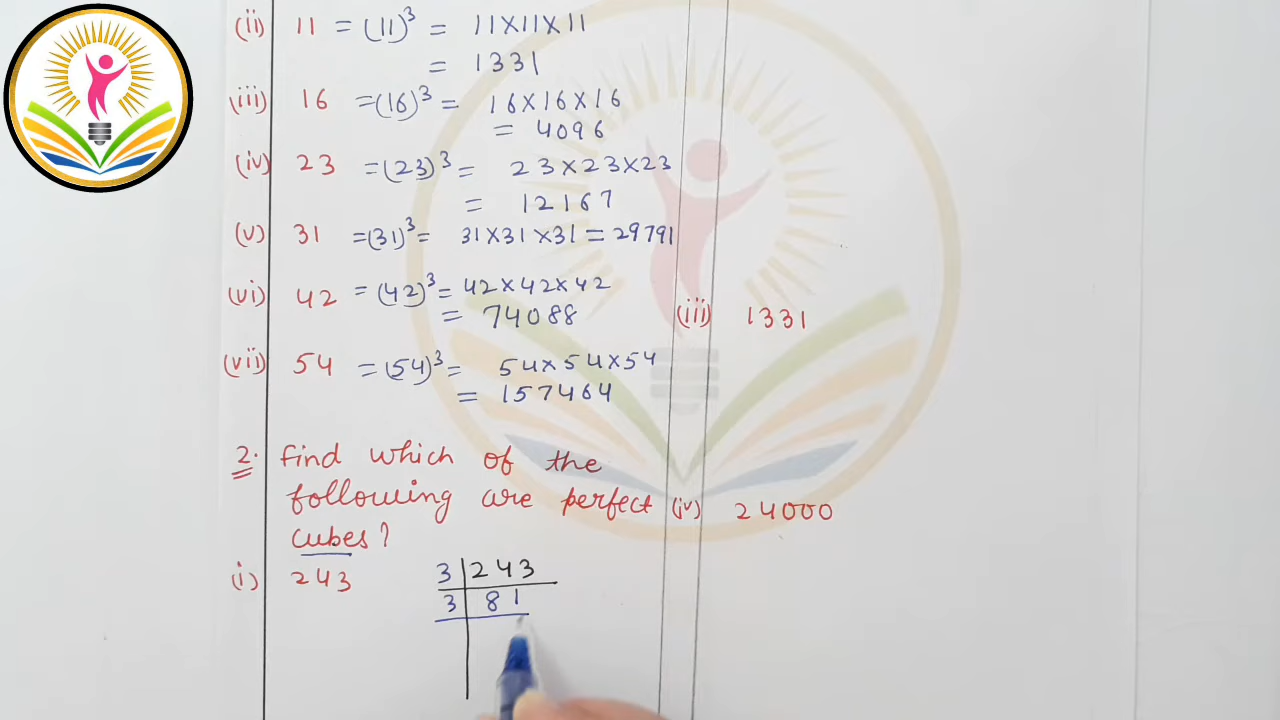 (ii) 11 = (11)³ = 11×11×11
= 1331
(iii) 16 = (16)³ = 16×16×16
= 4096
(iv) 23 = (23)³ = 23×23×23
= 12167
(v) 31 = (31)³ = 31×31×31 = 29791
(vi) 42 = (42)³ = 42×42×42
= 74088
(vii) 54 = (54)³ = 54×54×54
= 157464
2. Find which of the
following are perfect
cubes?
(i) 243
3 | 243
3 | 81
(iii) 1331
(iv) 24000